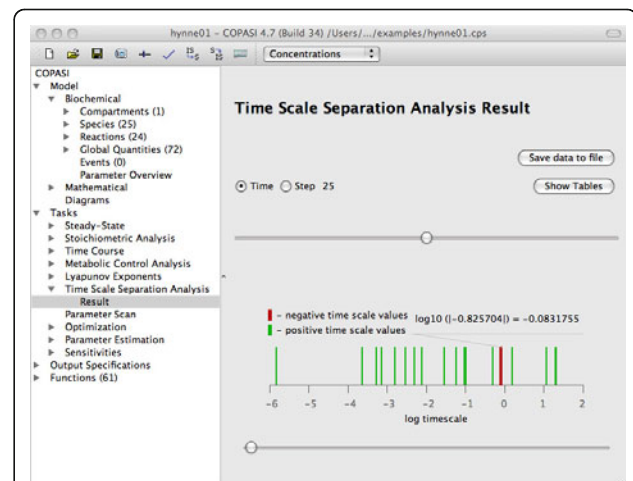 hynne01 - COPASI 4.7 (Build 34) /Users/.../examples/hynne01.cps
Concentrations
COPASI
Model
Biochemical
Compartments (1)
Species (25)
Reactions (24)
Global Quantities (72)
Events (0)
Parameter Overview
Mathematical
Diagrams
Tasks
Steady-State
Stoichiometric Analysis
Time Course
Metabolic Control Analysis
Lyapunov Exponents
Time Scale Separation Analysis
Result
Parameter Scan
Optimization
Parameter Estimation
Sensitivities
Output Specifications
Functions (61)
Time Scale Separation Analysis Result
Save data to file
Time Step 25
Show Tables
- negative time scale values log10 (|-0.825704|) = -0.0831755
- positive time scale values
-6 -5 -4 -3 -2 -1 0 1 2
log timescale